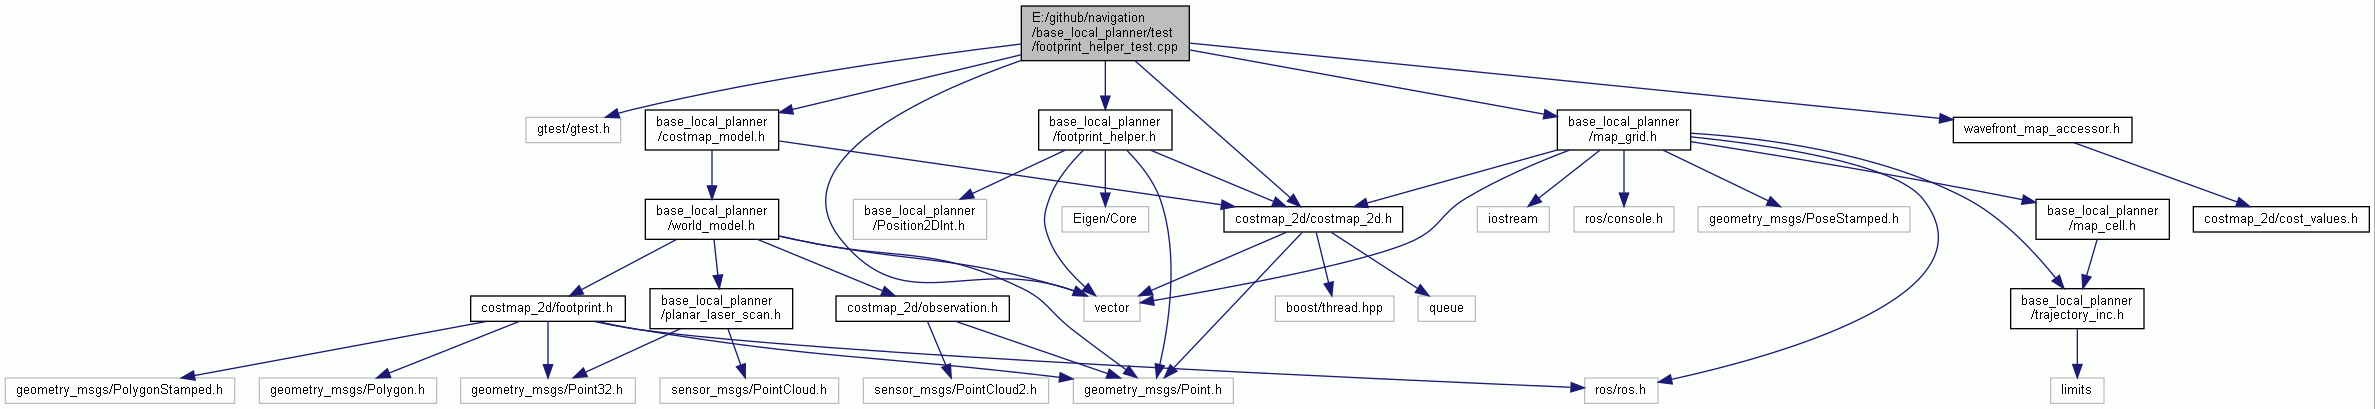 E:/github/navigation
/base_local_planner/test
/footprint_helper_test.cpp
gtest/gtest.h
base_local_planner
/costmap_model.h
base_local_planner
/footprint_helper.h
base_local_planner
/map_grid.h
wavefront_map_accessor.h
base_local_planner
/world_model.h
base_local_planner
/Position2DInt.h
Eigen/Core
costmap_2d/costmap_2d.h
iostream
ros/console.h
geometry_msgs/PoseStamped.h
base_local_planner
/map_cell.h
costmap_2d/cost_values.h
costmap_2d/footprint.h
base_local_planner
/planar_laser_scan.h
costmap_2d/observation.h
vector
boost/thread.hpp
queue
base_local_planner
/trajectory_inc.h
geometry_msgs/PolygonStamped.h
geometry_msgs/Polygon.h
geometry_msgs/Point32.h
sensor_msgs/PointCloud.h
sensor_msgs/PointCloud2.h
geometry_msgs/Point.h
ros/ros.h
limits